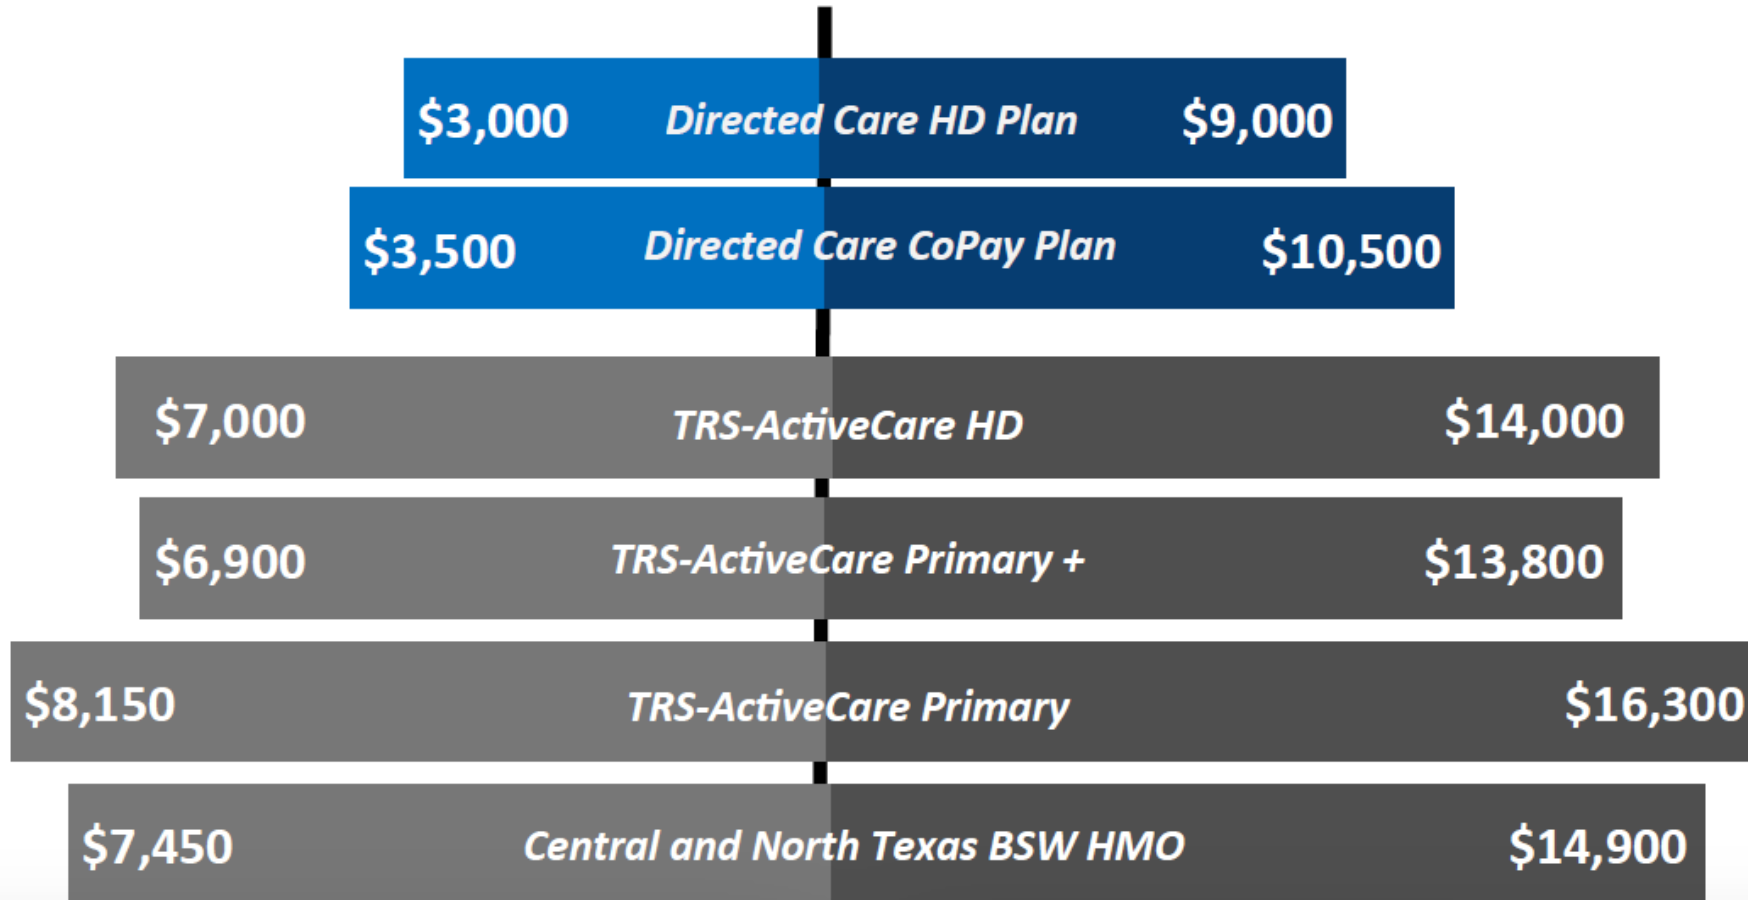 $3,000 Directed Care HD Plan $9,000
$3,500 Directed Care CoPay Plan $10,500
$7,000 TRS-ActiveCare HD $14,000
$6,900 TRS-ActiveCare Primary + $13,800
$8,150 TRS-ActiveCare Primary $16,300
$7,450 Central and North Texas BSW HMO $14,900